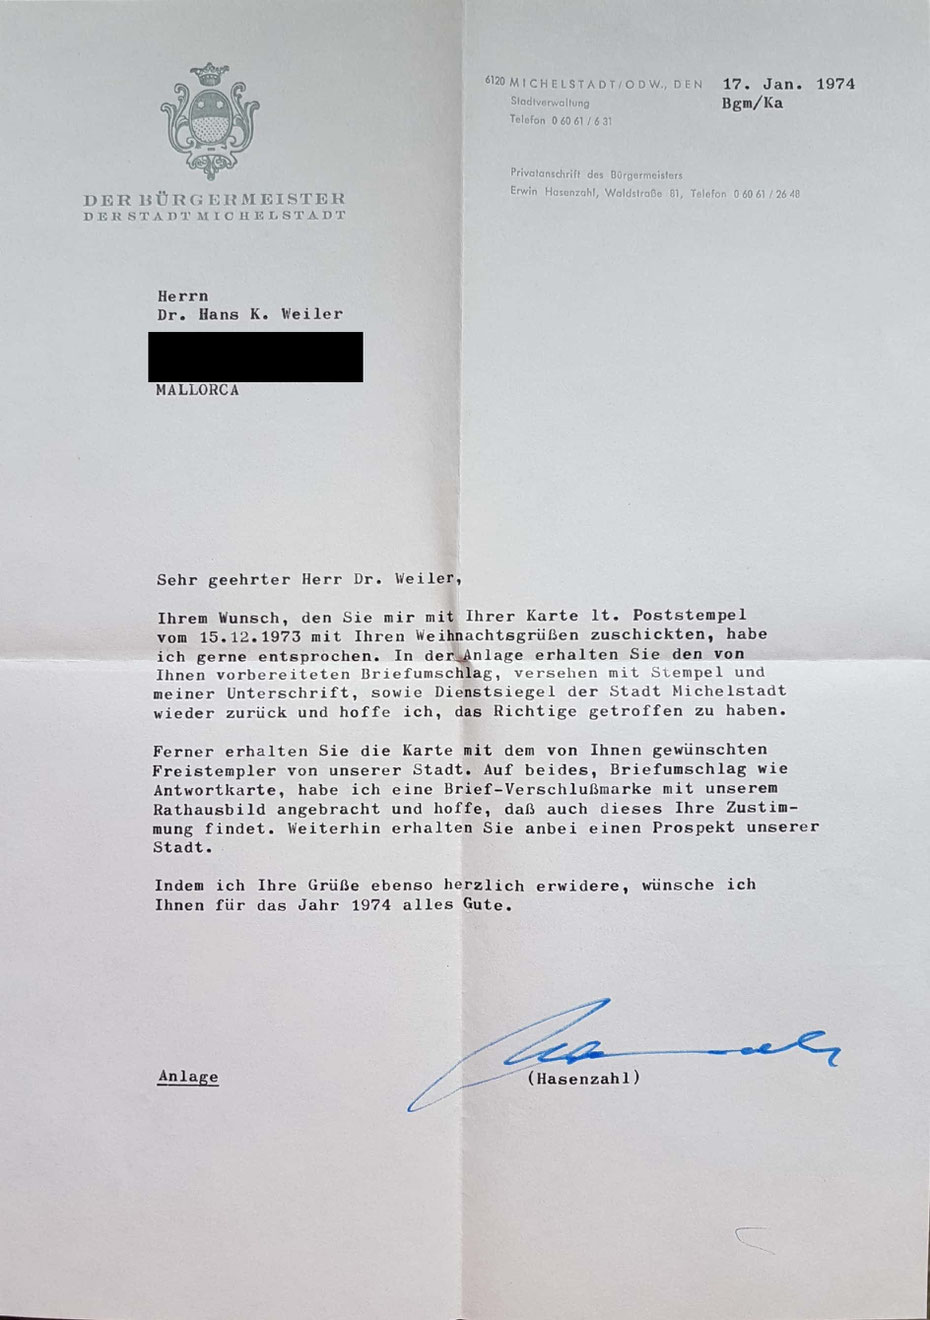 6120 MICHELSTADT/ODW., DEN 17. Jan. 1974
Stadtverwaltung Bgm/Ka
Telefon 0 60 61 / 6 31
Privatanschrift des Bürgermeisters
Erwin Hasenzahl, Waldstraße 81, Telefon 0 60 61 / 26 48
DER BÜRGERMEISTER
DER STADT MICHELSTADT
Herrn
Dr. Hans K. Weiler
MALLORCA
Sehr geehrter Herr Dr. Weiler,
Ihrem Wunsch, den Sie mir mit Ihrer Karte lt. Poststempel
vom 15.12.1973 mit Ihren Weihnachtsgrüßen zuschickten, habe
ich gerne entsprochen. In der Anlage erhalten Sie den von
Ihnen vorbereiteten Briefumschlag, versehen mit Stempel und
meiner Unterschrift, sowie Dienstsiegel der Stadt Michelstadt
wieder zurück und hoffe ich, das Richtige getroffen zu haben.
Ferner erhalten Sie die Karte mit dem von Ihnen gewünschten
Freistempler von unserer Stadt. Auf beides, Briefumschlag wie
Antwortkarte, habe ich eine Brief-Verschlußmarke mit unserem
Rathausbild angebracht und hoffe, daß auch dieses Ihre Zustim-
mung findet. Weiterhin erhalten Sie anbei einen Prospekt unserer
Stadt.
Indem ich Ihre Grüße ebenso herzlich erwidere, wünsche ich
Ihnen für das Jahr 1974 alles Gute.
Anlage (Hasenzahl)